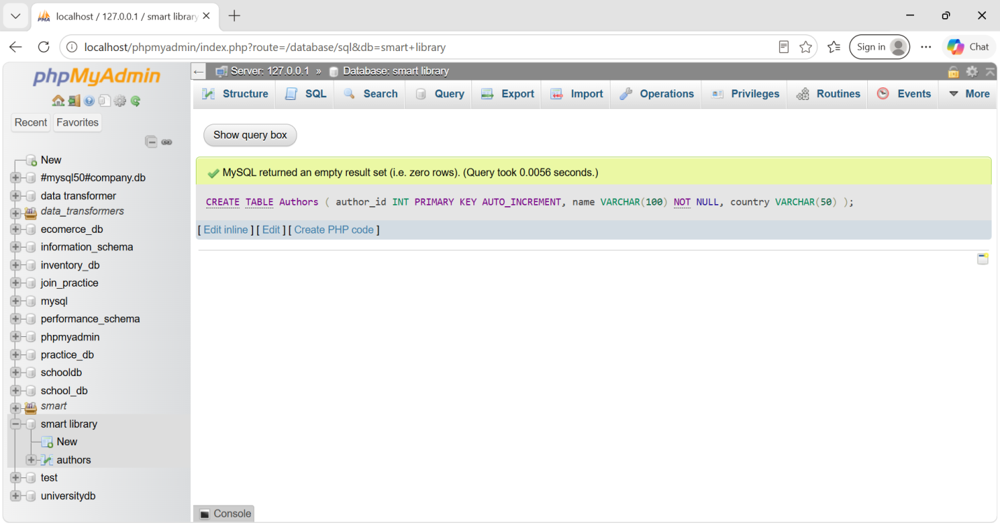 localhost / 127.0.0.1 / smart library
localhost/phpmyadmin/index.php?route=/database/sql&db=smart+library
Sign in
Chat
phpMyAdmin
Recent
Favorites
New
#mysql50#company.db
data transformer
data_transformers
ecomerce_db
information_schema
inventory_db
join_practice
mysql
performance_schema
phpmyadmin
practice_db
schooldb
school_db
smart
smart library
New
authors
test
universitydb
Server: 127.0.0.1 » Database: smart library
Structure SQL Search Query Export Import Operations Privileges Routines Events More
Show query box
MySQL returned an empty result set (i.e. zero rows). (Query took 0.0056 seconds.)
CREATE TABLE Authors ( author_id INT PRIMARY KEY AUTO_INCREMENT, name VARCHAR(100) NOT NULL, country VARCHAR(50) );
[ Edit inline ] [ Edit ] [ Create PHP code ]
Console